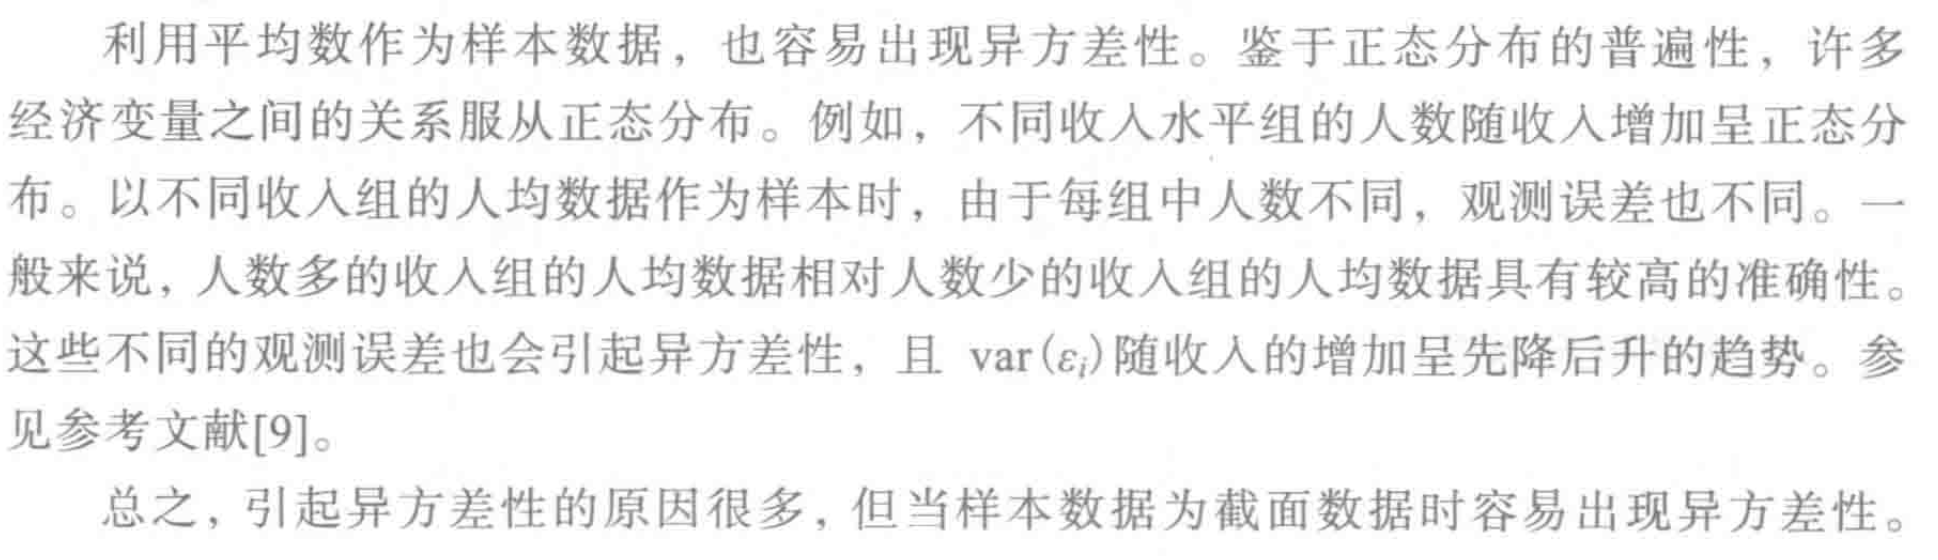 利用平均数作为样本数据，也容易出现异方差性。鉴于正态分布的普遍性，许多
经济变量之间的关系服从正态分布。例如，不同收入水平组的人数随收入增加呈正态分
布。以不同收入组的人均数据作为样本时，由于每组中人数不同，观测误差也不同。一
般来说，人数多的收入组的人均数据相对人数少的收入组的人均数据具有较高的准确性。
这些不同的观测误差也会引起异方差性，且 var(εᵢ)随收入的增加呈先降后升的趋势。参
见参考文献[9]。
总之，引起异方差性的原因很多，但当样本数据为截面数据时容易出现异方差性。